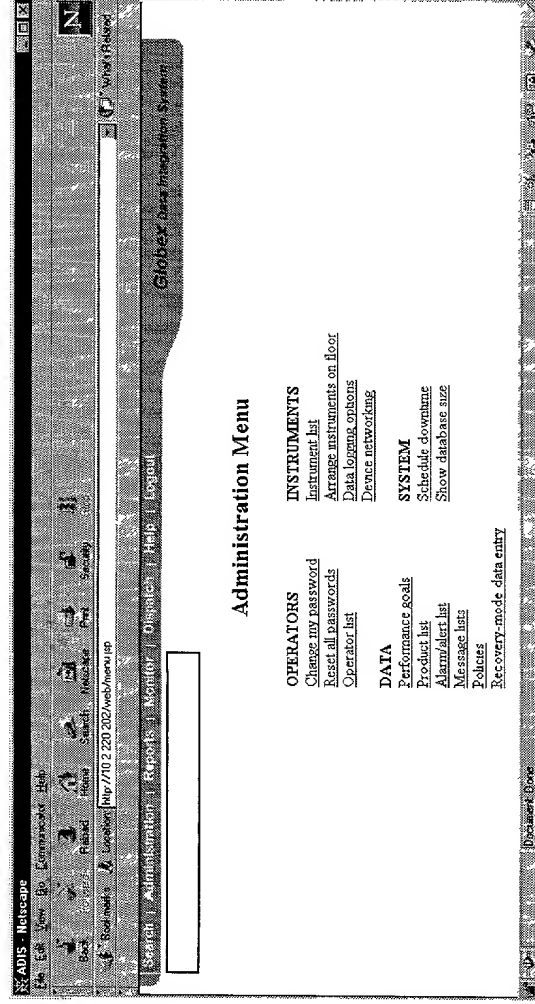 ADIS - Netscape
File Edit View Go Communicator Help
Back Reload Home Search Netscape Print Security Stop
Bookmarks Location: http://10.2.220.202/web/menu.jsp What's Related
Search | Administration | Reports | Monitor | Dispatch | Help | Logout
Globex Data Integration System
Administration Menu
OPERATORS
Change my password
Reset all passwords
Operator list
DATA
Performance goals
Product list
Alarm/alert list
Message lists
Policies
Recovery-mode data entry
INSTRUMENTS
Instrument list
Arrange instruments on floor
Data logging options
Device networking
SYSTEM
Schedule downtime
Show database size
Document: Done